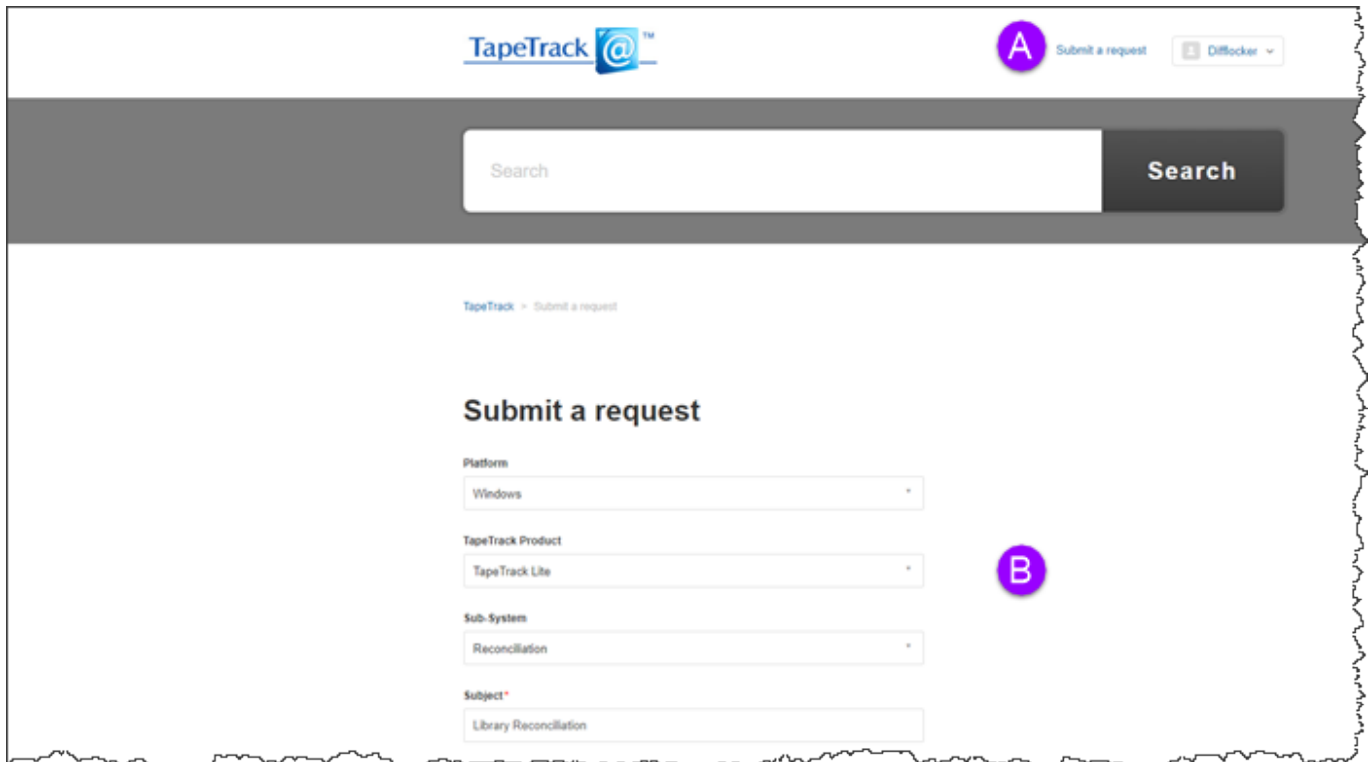 TapeTrack @ ™
A Submit a request Difflocker
Search Search
TapeTrack > Submit a request
Submit a request
Platform
Windows
TapeTrack Product
TapeTrack Lite
B
Sub-System
Reconciliation
Subject*
Library Reconciliation